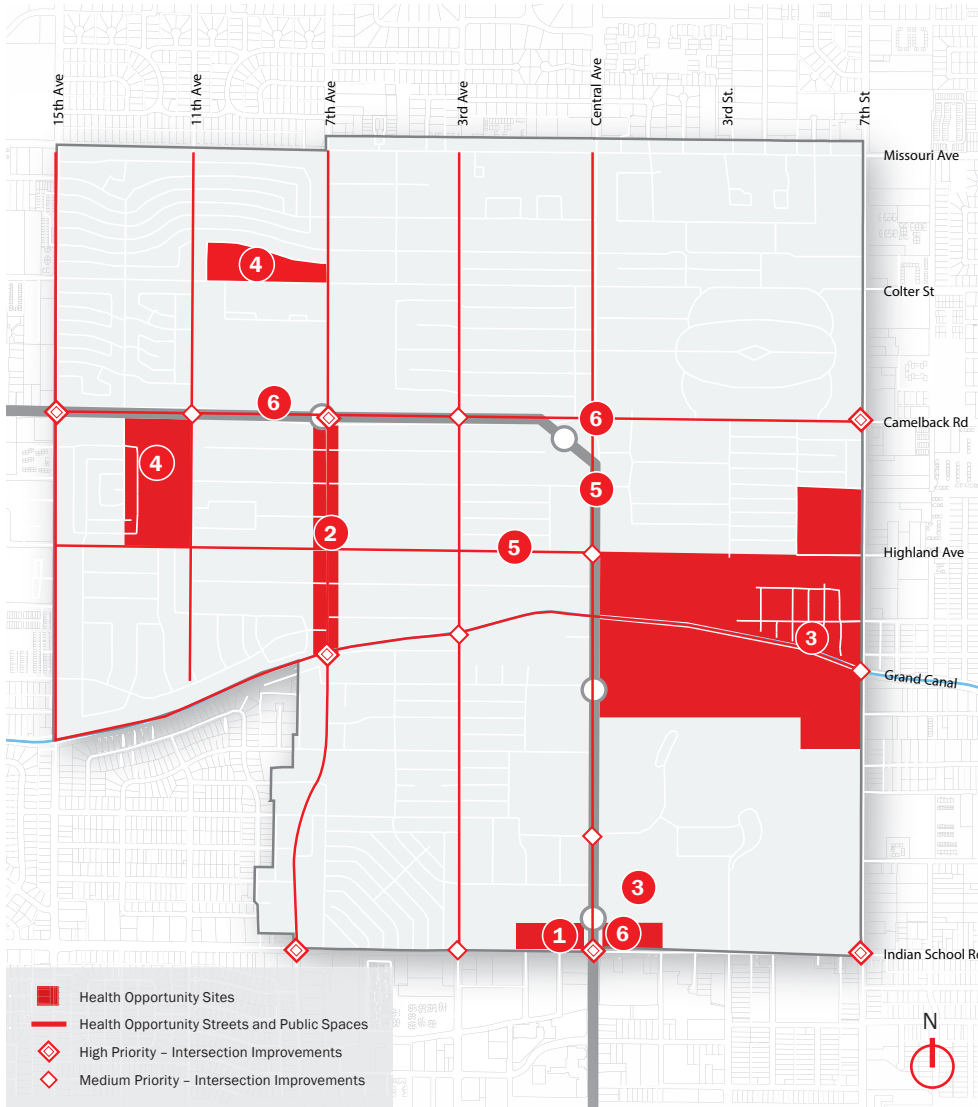 15th Ave
11th Ave
7th Ave
3rd Ave
Central Ave
3rd St.
7th St
Missouri Ave
4
Colter St
6
6
Camelback Rd
4
5
2
5
Highland Ave
3
Grand Canal
3
1
6
Indian School R
Health Opportunity Sites
Health Opportunity Streets and Public Spaces
High Priority – Intersection Improvements
Medium Priority – Intersection Improvements
N